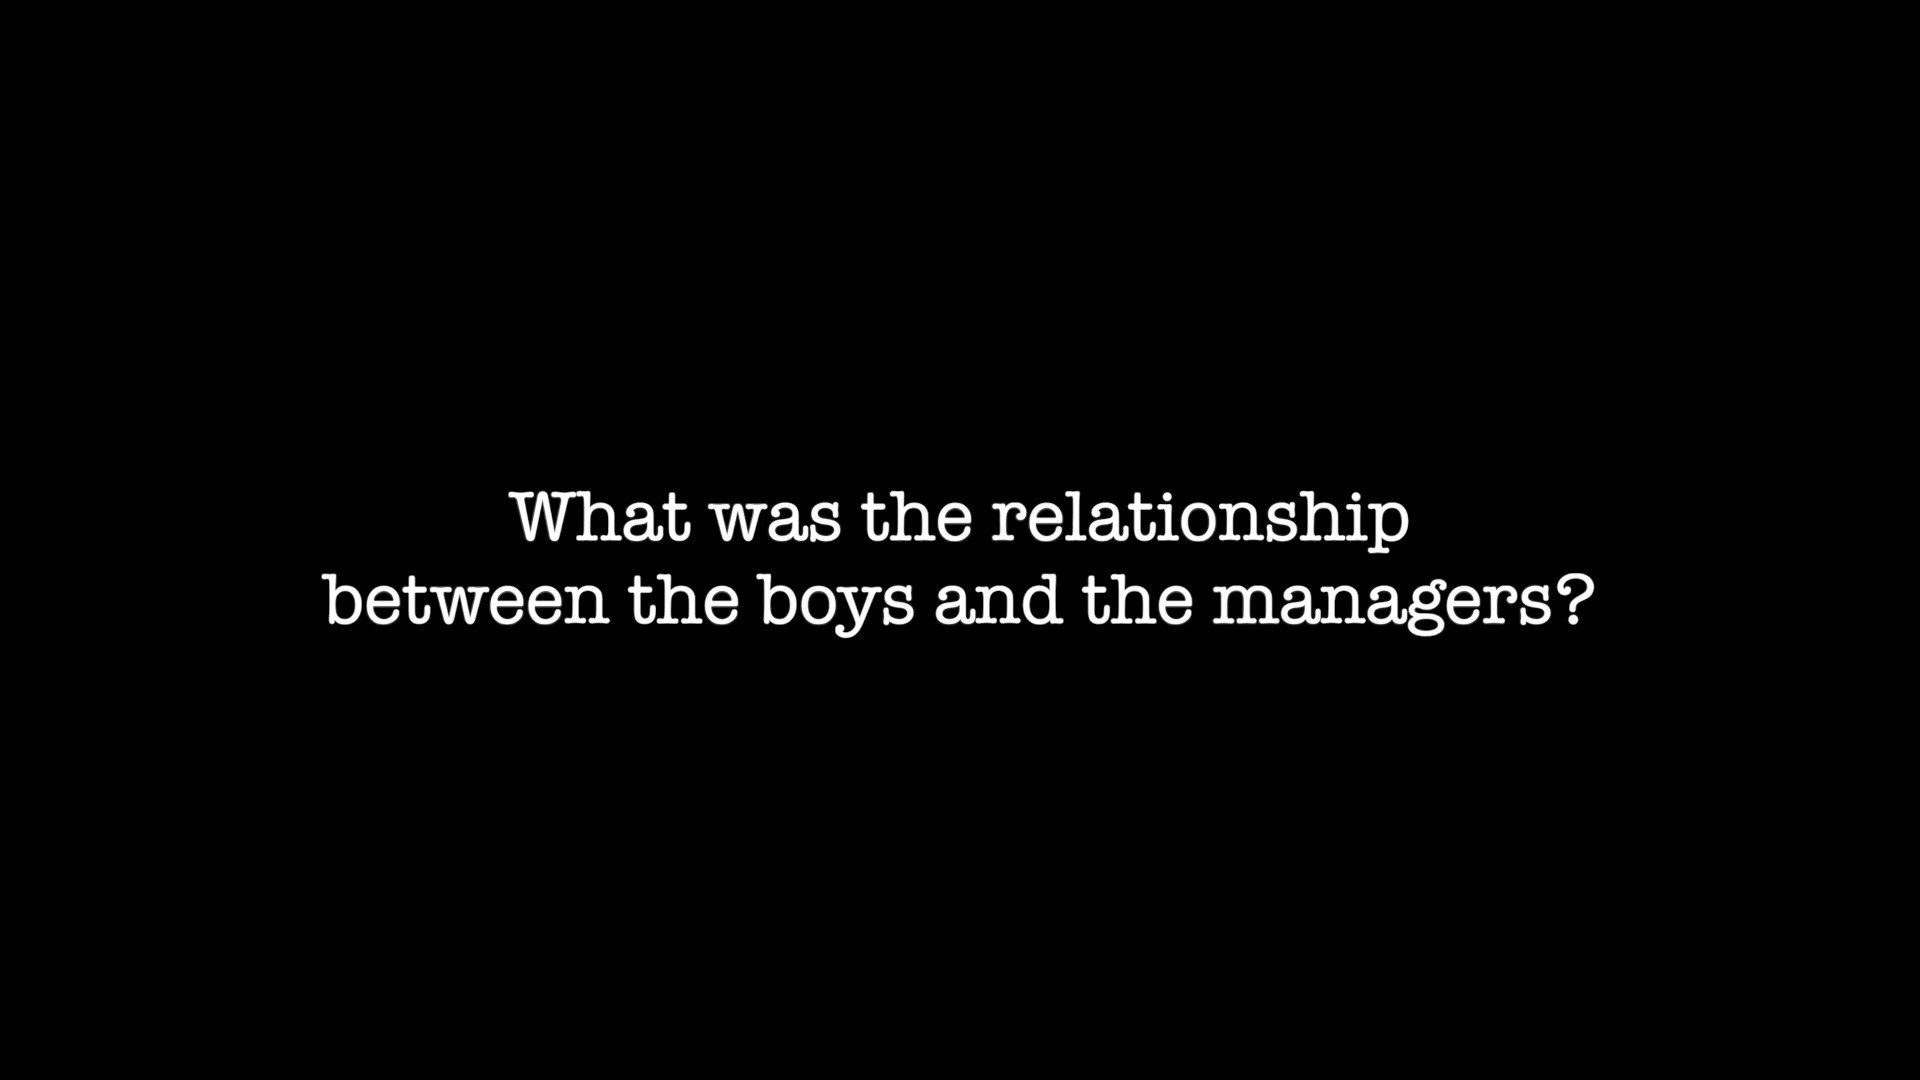 What was the relationship
between the boys and the managers?